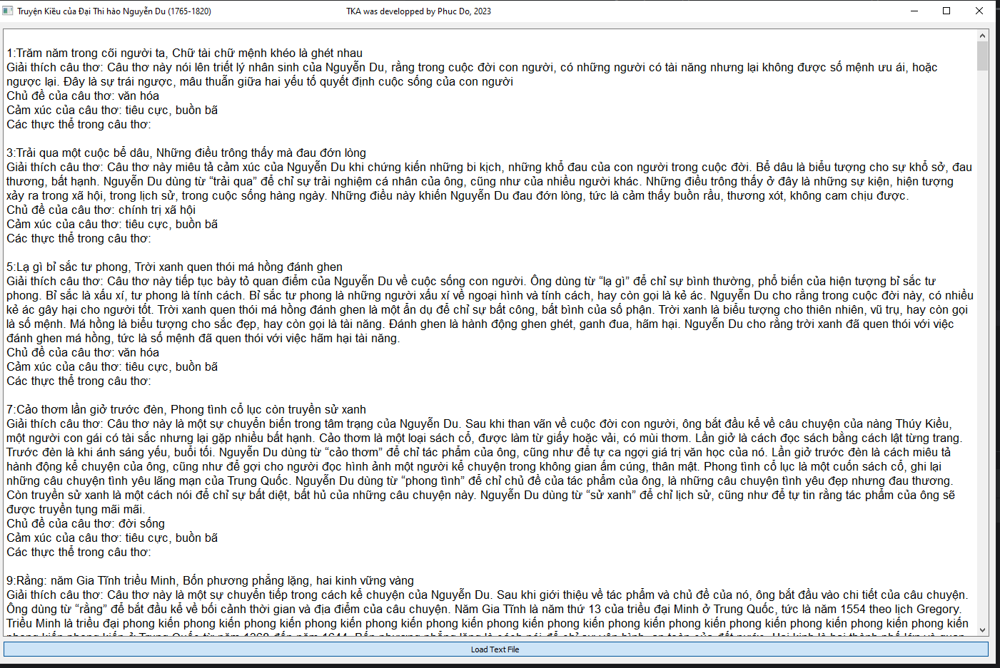 Truyện Kiều của Đại Thi hào Nguyễn Du (1765-1820) TKA was developped by Phuc Do, 2023
1:Trăm năm trong cõi người ta, Chữ tài chữ mệnh khéo là ghét nhau
Giải thích câu thơ: Câu thơ này nói lên triết lý nhân sinh của Nguyễn Du, rằng trong cuộc đời con người, có những người có tài năng nhưng lại không được số mệnh ưu ái, hoặc
ngược lại. Đây là sự trái ngược, mâu thuẫn giữa hai yếu tố quyết định cuộc sống của con người
Chủ đề của câu thơ: văn hóa
Cảm xúc của câu thơ: tiêu cực, buồn bã
Các thực thể trong câu thơ:
3:Trải qua một cuộc bể dâu, Những điều trông thấy mà đau đớn lòng
Giải thích câu thơ: Câu thơ này miêu tả cảm xúc của Nguyễn Du khi chứng kiến những bi kịch, những khổ đau của con người trong cuộc đời. Bể dâu là biểu tượng cho sự khổ sở, đau
thương, bất hạnh. Nguyễn Du dùng từ “trải qua” để chỉ sự trải nghiệm cá nhân của ông, cũng như của nhiều người khác. Những điều trông thấy ở đây là những sự kiện, hiện tượng
xảy ra trong xã hội, trong lịch sử, trong cuộc sống hàng ngày. Những điều này khiến Nguyễn Du đau đớn lòng, tức là cảm thấy buồn rầu, thương xót, không cam chịu được.
Chủ đề của câu thơ: chính trị xã hội
Cảm xúc của câu thơ: tiêu cực, buồn bã
Các thực thể trong câu thơ:
5:Lạ gì bỉ sắc tư phong, Trời xanh quen thói má hồng đánh ghen
Giải thích câu thơ: Câu thơ này tiếp tục bày tỏ quan điểm của Nguyễn Du về cuộc sống con người. Ông dùng từ “lạ gì” để chỉ sự bình thường, phổ biến của hiện tượng bỉ sắc tư
phong. Bỉ sắc là xấu xí, tư phong là tính cách. Bỉ sắc tư phong là những người xấu xí về ngoại hình và tính cách, hay còn gọi là kẻ ác. Nguyễn Du cho rằng trong cuộc đời này, có nhiều
kẻ ác gây hại cho người tốt. Trời xanh quen thói má hồng đánh ghen là một ẩn dụ để chỉ sự bất công, bất bình của số phận. Trời xanh là biểu tượng cho thiên nhiên, vũ trụ, hay còn gọi
là số mệnh. Má hồng là biểu tượng cho sắc đẹp, hay còn gọi là tài năng. Đánh ghen là hành động ghen ghét, ganh đua, hãm hại. Nguyễn Du cho rằng trời xanh đã quen thói với việc
đánh ghen má hồng, tức là số mệnh đã quen thói với việc hãm hại tài năng.
Chủ đề của câu thơ: văn hóa
Cảm xúc của câu thơ: tiêu cực, buồn bã
Các thực thể trong câu thơ:
7:Cảo thơm lần giở trước đèn, Phong tình cổ lục còn truyền sử xanh
Giải thích câu thơ: Câu thơ này là một sự chuyển biến trong tâm trạng của Nguyễn Du. Sau khi than vãn về cuộc đời con người, ông bắt đầu kể về câu chuyện của nàng Thúy Kiều,
một người con gái có tài sắc nhưng lại gặp nhiều bất hạnh. Cảo thơm là một loại sách cổ, được làm từ giấy hoặc vải, có mùi thơm. Lần giở là cách đọc sách bằng cách lật từng trang.
Trước đèn là khi ánh sáng yếu, buổi tối. Nguyễn Du dùng từ “cảo thơm” để chỉ tác phẩm của ông, cũng như để tự ca ngợi giá trị văn học của nó. Lần giở trước đèn là cách miêu tả
hành động kể chuyện của ông, cũng như để gợi cho người đọc hình ảnh một người kể chuyện trong không gian ấm cúng, thân mật. Phong tình cổ lục là một cuốn sách cổ, ghi lại
những câu chuyện tình yêu lãng mạn của Trung Quốc. Nguyễn Du dùng từ “phong tình” để chỉ chủ đề của tác phẩm của ông, là những câu chuyện tình yêu đẹp nhưng đau thương.
Còn truyền sử xanh là một cách nói để chỉ sự bất diệt, bất hủ của những câu chuyện này. Nguyễn Du dùng từ “sử xanh” để chỉ lịch sử, cũng như để tự tin rằng tác phẩm của ông sẽ
được truyền tụng mãi mãi.
Chủ đề của câu thơ: đời sống
Cảm xúc của câu thơ: tiêu cực, buồn bã
Các thực thể trong câu thơ:
9:Rằng: năm Gia Tĩnh triều Minh, Bốn phương phẳng lặng, hai kinh vững vàng
Giải thích câu thơ: Câu thơ này là một sự chuyển tiếp trong cách kể chuyện của Nguyễn Du. Sau khi giới thiệu về tác phẩm và chủ đề của nó, ông bắt đầu vào chi tiết của câu chuyện.
Ông dùng từ “rằng” để bắt đầu kể về bối cảnh thời gian và địa điểm của câu chuyện. Năm Gia Tĩnh là năm thứ 13 của triều đại Minh ở Trung Quốc, tức là năm 1554 theo lịch Gregory.
Triều Minh là triều đại phong kiến phong kiến phong kiến phong kiến phong kiến phong kiến phong kiến phong kiến phong kiến phong kiến phong kiến phong kiến phong kiến
Load Text File